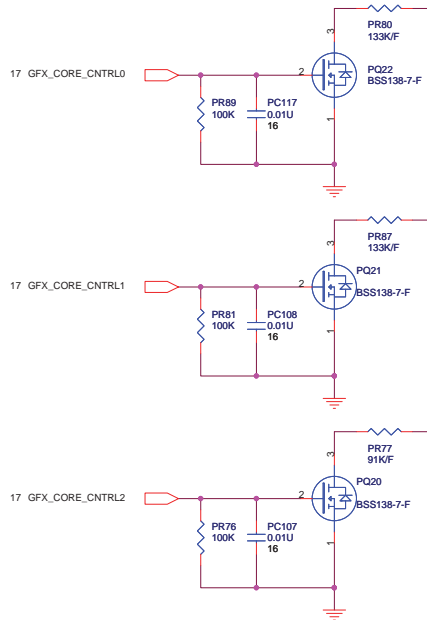 PR80
133K/F
3
17 GFX_CORE_CNTRL0
2
PQ22
BSS138-7-F
PR89
100K
PC117
0.01U
16
1
PR87
133K/F
3
17 GFX_CORE_CNTRL1
2
PQ21
BSS138-7-F
PR81
100K
PC108
0.01U
16
1
PR77
91K/F
3
17 GFX_CORE_CNTRL2
2
PQ20
BSS138-7-F
PR76
100K
PC107
0.01U
16
1